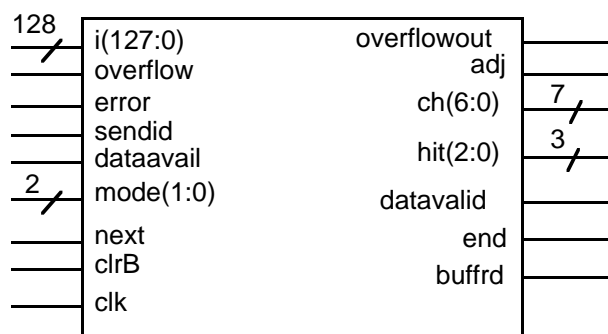 128
i(127:0)
overflow
error
sendid
dataavail
2
mode(1:0)
next
clrB
clk
overflowout
adj
ch(6:0)
7
hit(2:0)
3
datavalid
end
buffrd